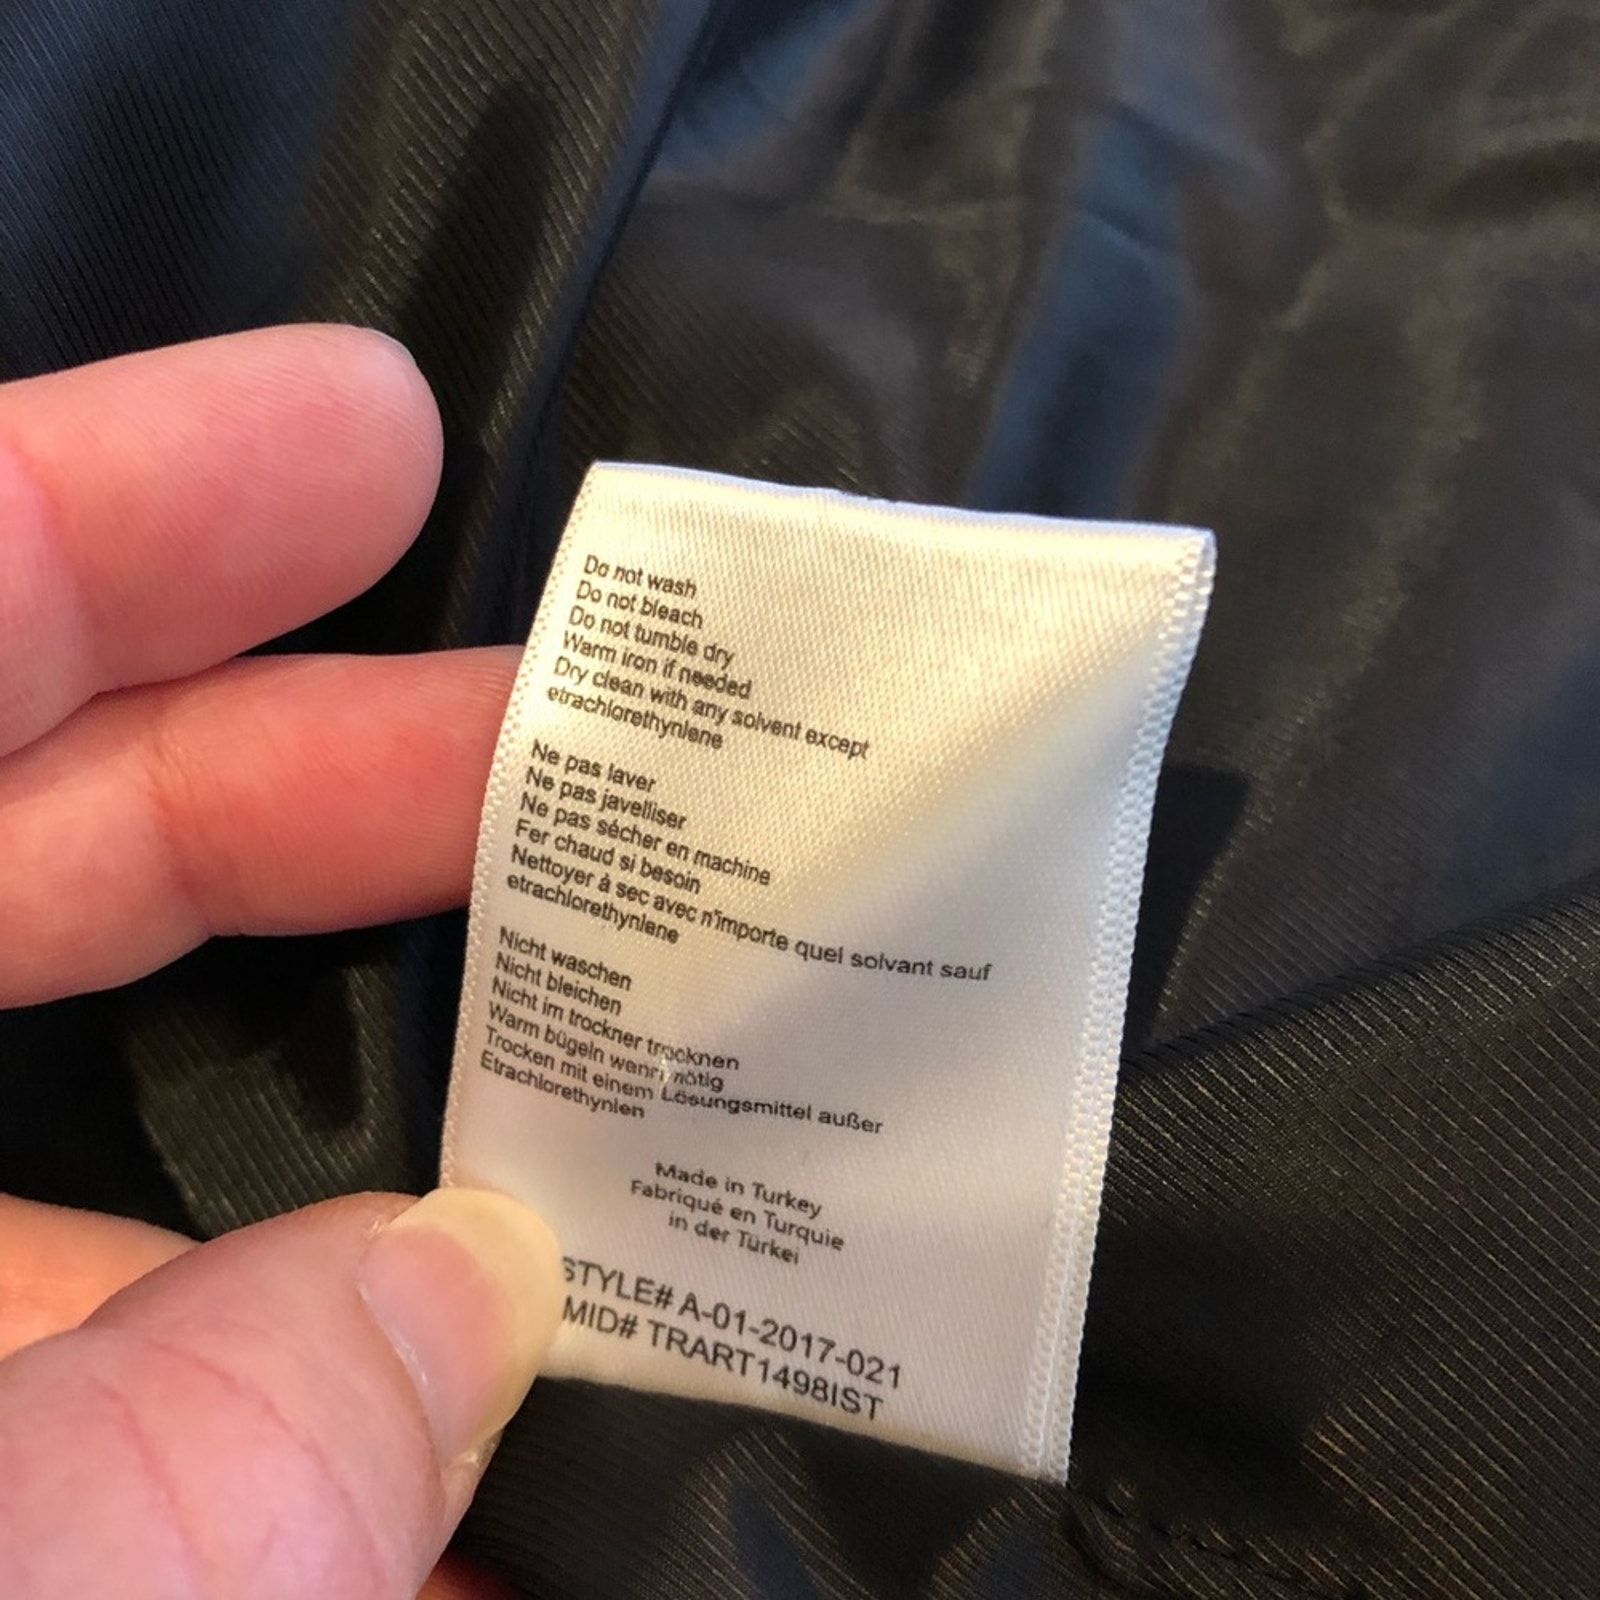 Do not wash
Do not bleach
Do not tumble dry
Warm iron if needed
Dry clean with any solvent except
etrachlorethynlene
Ne pas laver
Ne pas javelliser
Ne pas sécher en machine
Fer chaud si besoin
Nettoyer à sec avec n'importe quel solvant sauf
etrachlorethynlene
Nicht waschen
Nicht bleichen
Nicht im trockner trocknen
Warm bügeln wenn nötig
Trocken mit einem Lösungsmittel außer
Etrachlorethynlen
Made in Turkey
Fabriqué en Turquie
in der Türkei
STYLE# A-01-2017-021
MID# TRART1498IST